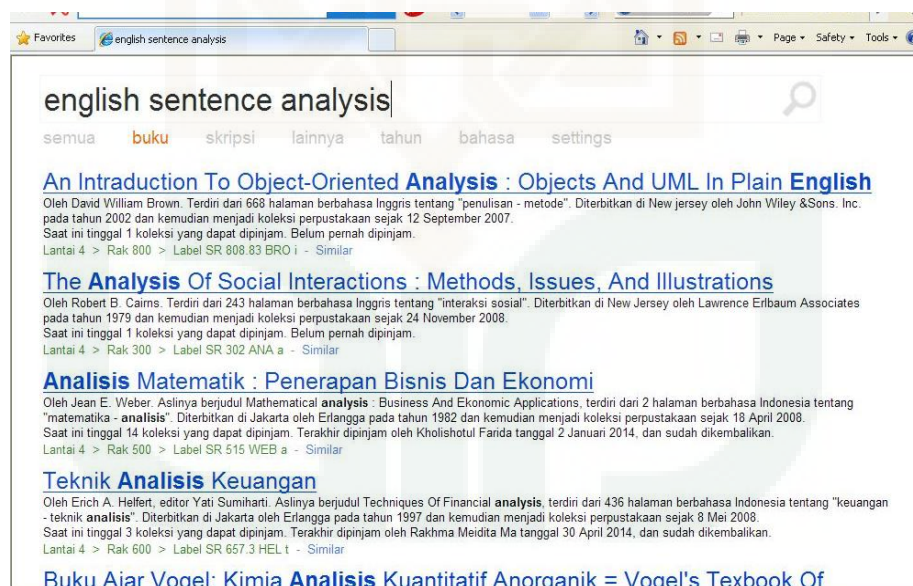 Favorites english sentence analysis Page Safety Tools
english sentence analysis
semua buku skripsi lainnya tahun bahasa settings
An Intraduction To Object-Oriented Analysis : Objects And UML In Plain English
Oleh David William Brown. Terdiri dari 668 halaman berbahasa Inggris tentang "penulisan - metode". Diterbitkan di New jersey oleh John Wiley &Sons. Inc.
pada tahun 2002 dan kemudian menjadi koleksi perpustakaan sejak 12 September 2007.
Saat ini tinggal 1 koleksi yang dapat dipinjam. Belum pernah dipinjam.
Lantai 4 > Rak 800 > Label SR 808.83 BRO i - Similar
The Analysis Of Social Interactions : Methods, Issues, And Illustrations
Oleh Robert B. Cairns. Terdiri dari 243 halaman berbahasa Inggris tentang "interaksi sosial". Diterbitkan di New Jersey oleh Lawrence Erlbaum Associates
pada tahun 1979 dan kemudian menjadi koleksi perpustakaan sejak 24 November 2008.
Saat ini tinggal 1 koleksi yang dapat dipinjam. Belum pernah dipinjam.
Lantai 4 > Rak 300 > Label SR 302 ANA a - Similar
Analisis Matematik : Penerapan Bisnis Dan Ekonomi
Oleh Jean E. Weber. Aslinya berjudul Mathematical analysis : Business And Ekonomic Applications, terdiri dari 2 halaman berbahasa Indonesia tentang
"matematika - analisis". Diterbitkan di Jakarta oleh Erlangga pada tahun 1982 dan kemudian menjadi koleksi perpustakaan sejak 18 April 2008.
Saat ini tinggal 14 koleksi yang dapat dipinjam. Terakhir dipinjam oleh Kholishotul Farida tanggal 2 Januari 2014, dan sudah dikembalikan.
Lantai 4 > Rak 500 > Label SR 515 WEB a - Similar
Teknik Analisis Keuangan
Oleh Erich A. Helfert, editor Yati Sumiharti. Aslinya berjudul Techniques Of Financial analysis, terdiri dari 436 halaman berbahasa Indonesia tentang "keuangan
- teknik analisis". Diterbitkan di Jakarta oleh Erlangga pada tahun 1997 dan kemudian menjadi koleksi perpustakaan sejak 8 Mei 2008.
Saat ini tinggal 3 koleksi yang dapat dipinjam. Terakhir dipinjam oleh Rakhma Meidita Ma tanggal 30 April 2014, dan sudah dikembalikan.
Lantai 4 > Rak 600 > Label SR 657.3 HEL t - Similar
Buku Ajar Vogel: Kimia Analisis Kuantitatif Anorganik = Vogel's Texbook Of